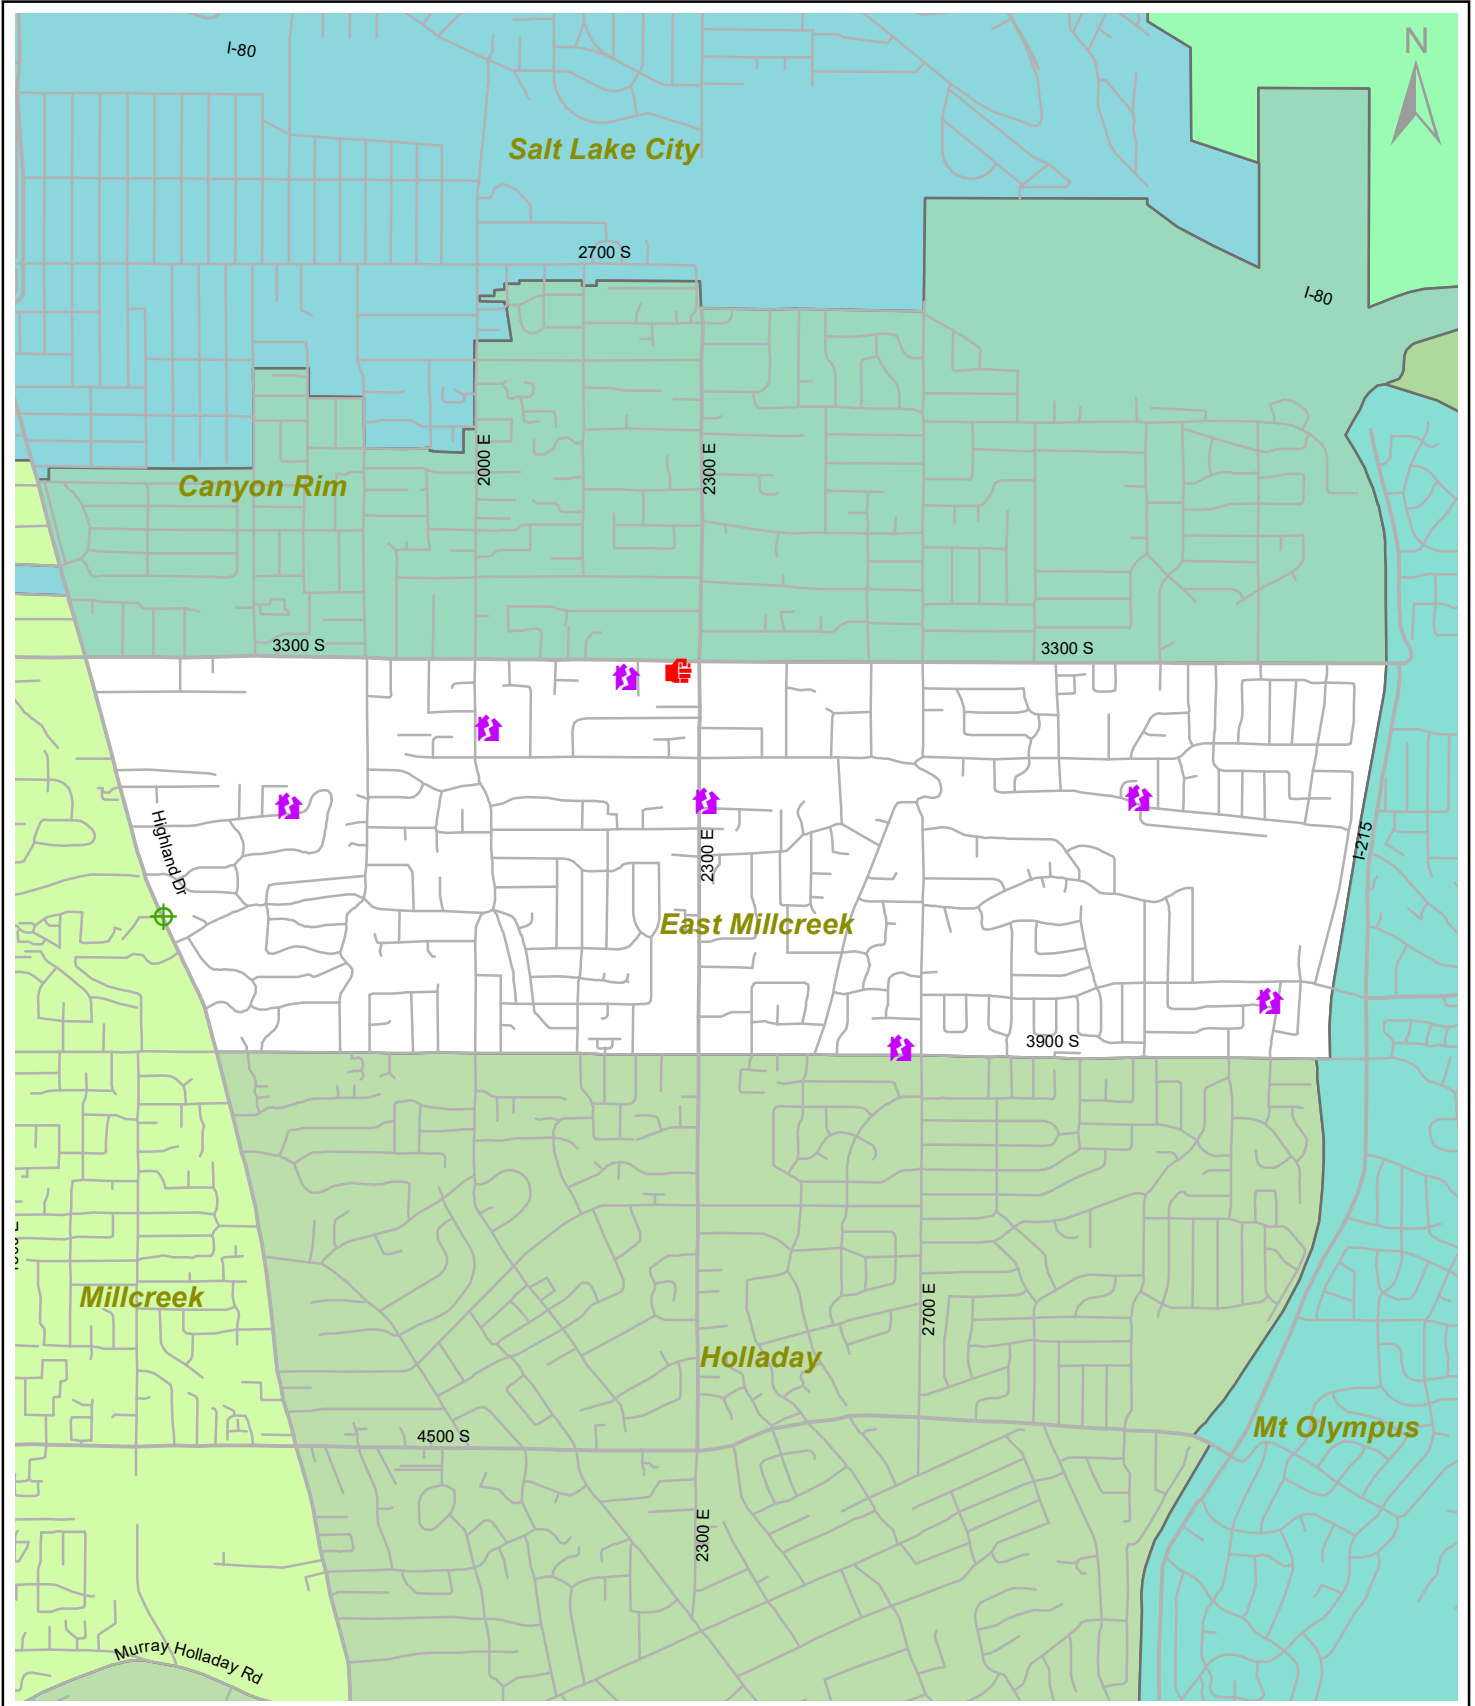 I-80
N
Salt Lake City
2700 S
I-80
2000 E
2300 E
Canyon Rim
3300 S
3300 S
Highland Dr
2300 E
I-215
East Millcreek
3900 S
Millcreek
2700 E
Holladay
Mt Olympus
4500 S
2300 E
Murray Holladay Rd